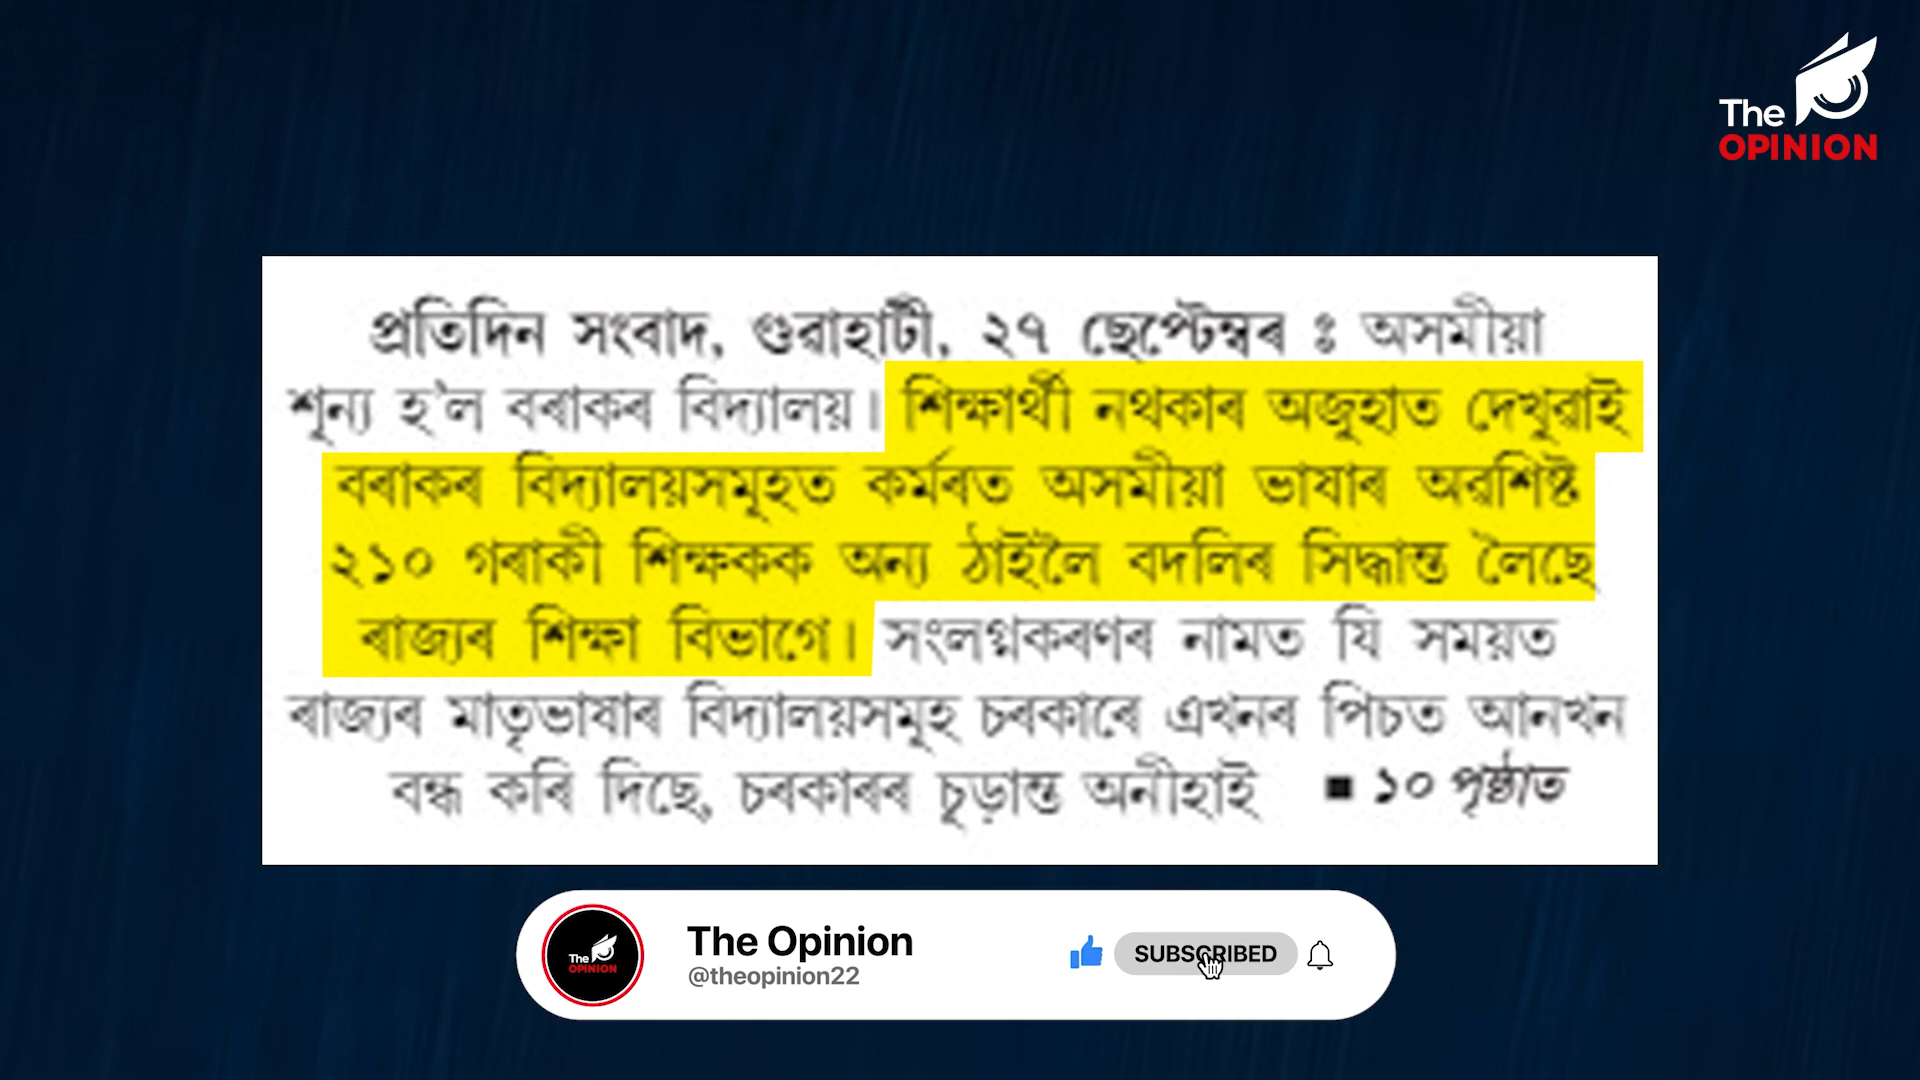 The
OPINION
প্ৰতিদিন সংবাদ, গুৱাহাটী, ২৭ ছেপ্টেম্বৰ ঃ অসমীয়া
শূন্য হ'ল বৰাকৰ বিদ্যালয়। শিক্ষাৰ্থী নথকাৰ অজুহাত দেখুৱাই
বৰাকৰ বিদ্যালয়সমূহত কৰ্মৰত অসমীয়া ভাষাৰ অৱশিষ্ট
২১০ গৰাকী শিক্ষকক অন্য ঠাইলৈ বদলিৰ সিদ্ধান্ত লৈছে
ৰাজ্যৰ শিক্ষা বিভাগে। সংলগ্নকৰণৰ নামত যি সময়ত
ৰাজ্যৰ মাতৃভাষাৰ বিদ্যালয়সমূহ চৰকাৰে এখনৰ পিচত আনখন
বন্ধ কৰি দিছে, চৰকাৰৰ চূড়ান্ত অনীহাই ■ ১০ পৃষ্ঠাত
The
OPINION
The Opinion
@theopinion22
SUBSCRIBED